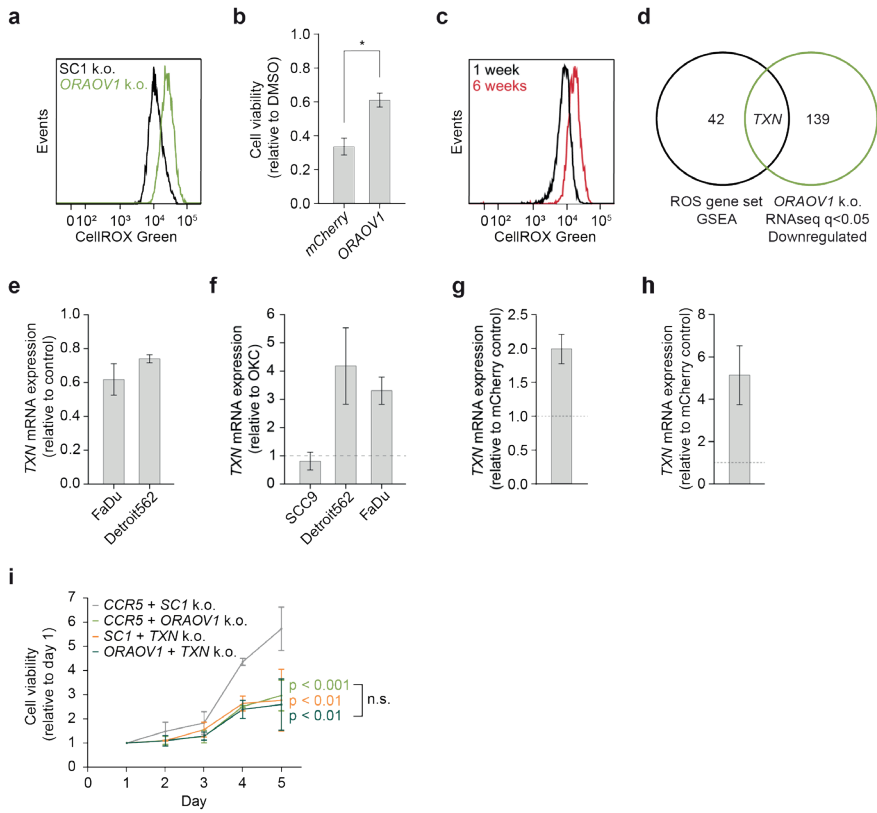 a
SC1 k.o.
ORAOV1 k.o.
Events
0 10² 10³ 10⁴ 10⁵
CellROX Green
b
*
Cell viability
(relative to DMSO)
1.0
0.8
0.6
0.4
0.2
0.0
mCherry
ORAOV1
c
1 week
6 weeks
Events
0 10² 10³ 10⁴ 10⁵
CellROX Green
d
42
TXN
139
ROS gene set
GSEA
ORAOV1 k.o.
RNAseq q<0.05
Downregulated
e
TXN mRNA expression
(relative to control)
1.0
0.8
0.6
0.4
0.2
0.0
FaDu
Detroit562
f
TXN mRNA expression
(relative to OKC)
6
5
4
3
2
1
0
SCC9
Detroit562
FaDu
g
TXN mRNA expression
(relative to mCherry control)
2.5
2.0
1.5
1.0
0.5
0.0
h
TXN mRNA expression
(relative to mCherry control)
8
6
4
2
0
i
Cell viability
(relative to day 1)
7
6
5
4
3
2
1
0
CCR5 + SC1 k.o.
CCR5 + ORAOV1 k.o.
SC1 + TXN k.o.
ORAOV1 + TXN k.o.
p < 0.001
p < 0.01
p < 0.01
n.s.
0 1 2 3 4 5
Day